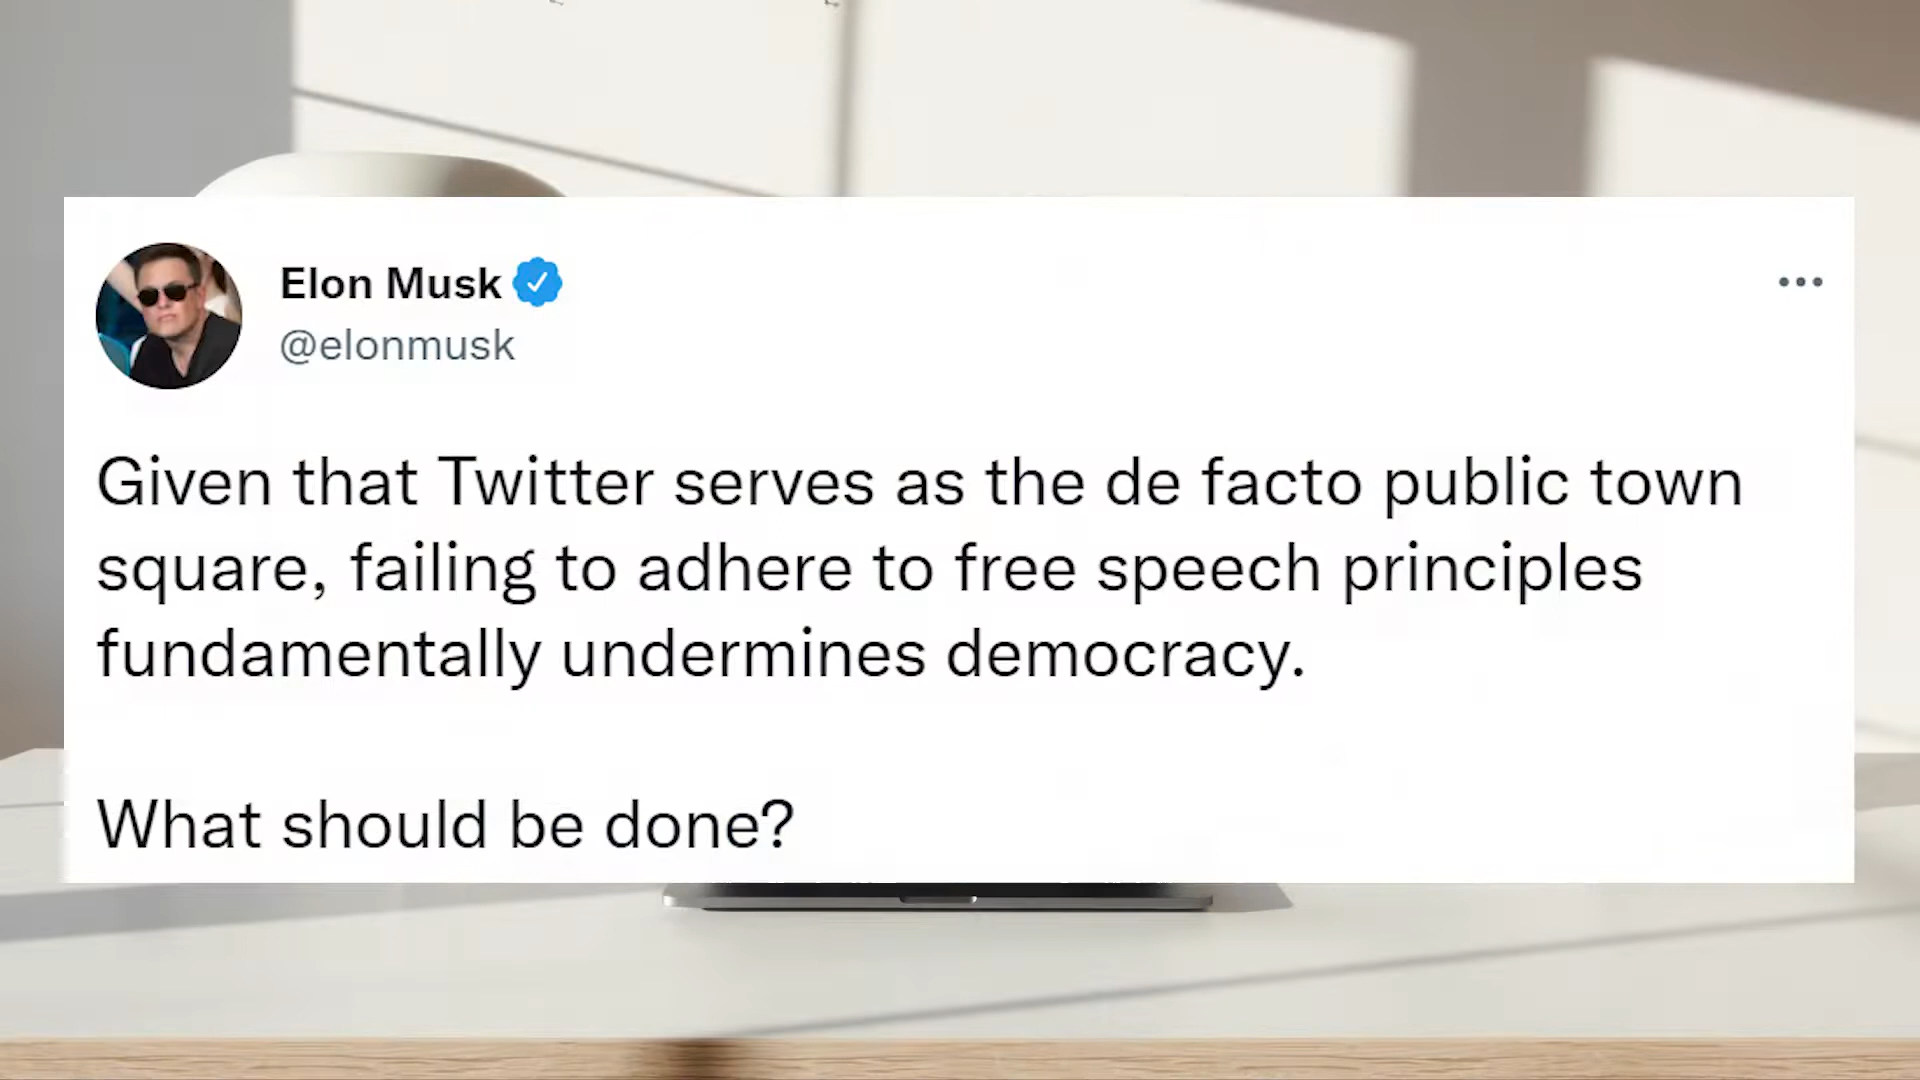 Elon Musk
@elonmusk
Given that Twitter serves as the de facto public town
square, failing to adhere to free speech principles
fundamentally undermines democracy.
What should be done?